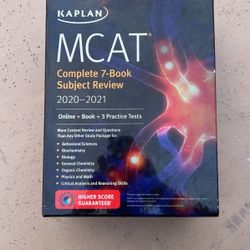 KAPLAN
MCAT®
Complete 7-Book
Subject Review
2020–2021
Online + Book + 3 Practice Tests
More Content Review and Questions
Than Any Other Study Package for:
• Behavioral Sciences
• Biochemistry
• Biology
• General Chemistry
• Organic Chemistry
• Physics and Math
• Critical Analysis and Reasoning Skills
HIGHER SCORE
GUARANTEED